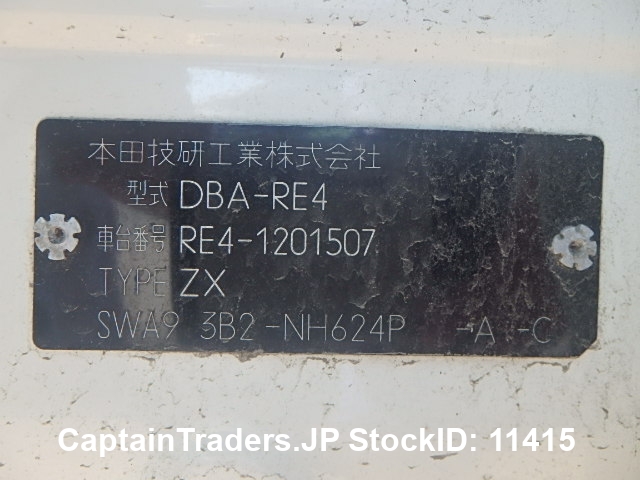 本田技研工業株式会社
型式 DBA-RE4
車台番号 RE4-1201507
TYPE ZX
SWA9 3B2-NH624P -A -C
CaptainTraders.JP StockID: 11415